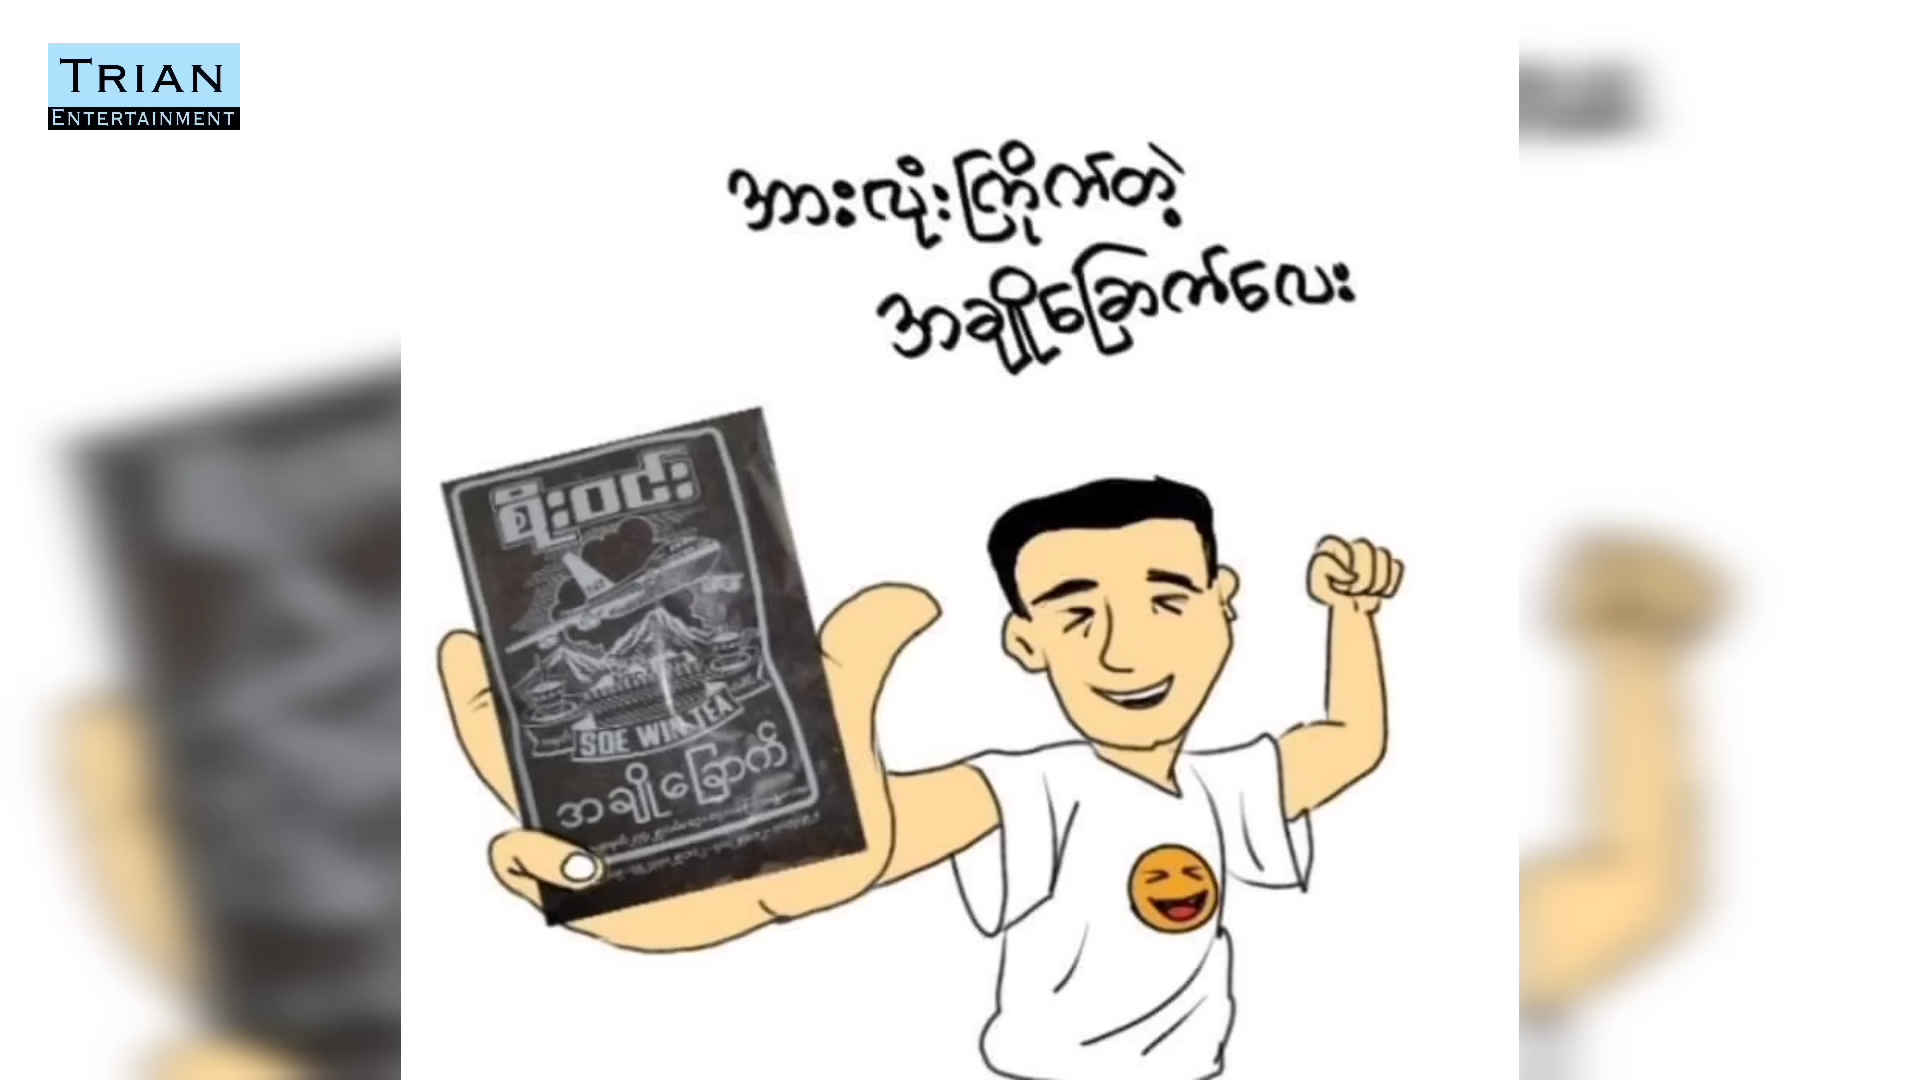 TRIAN
ENTERTAINMENT
အားလုံးကြိုက်တဲ့
အချိုခြောက်လေး
စိုးဝင်း
SOE WIN TEA
အချိုခြောက်